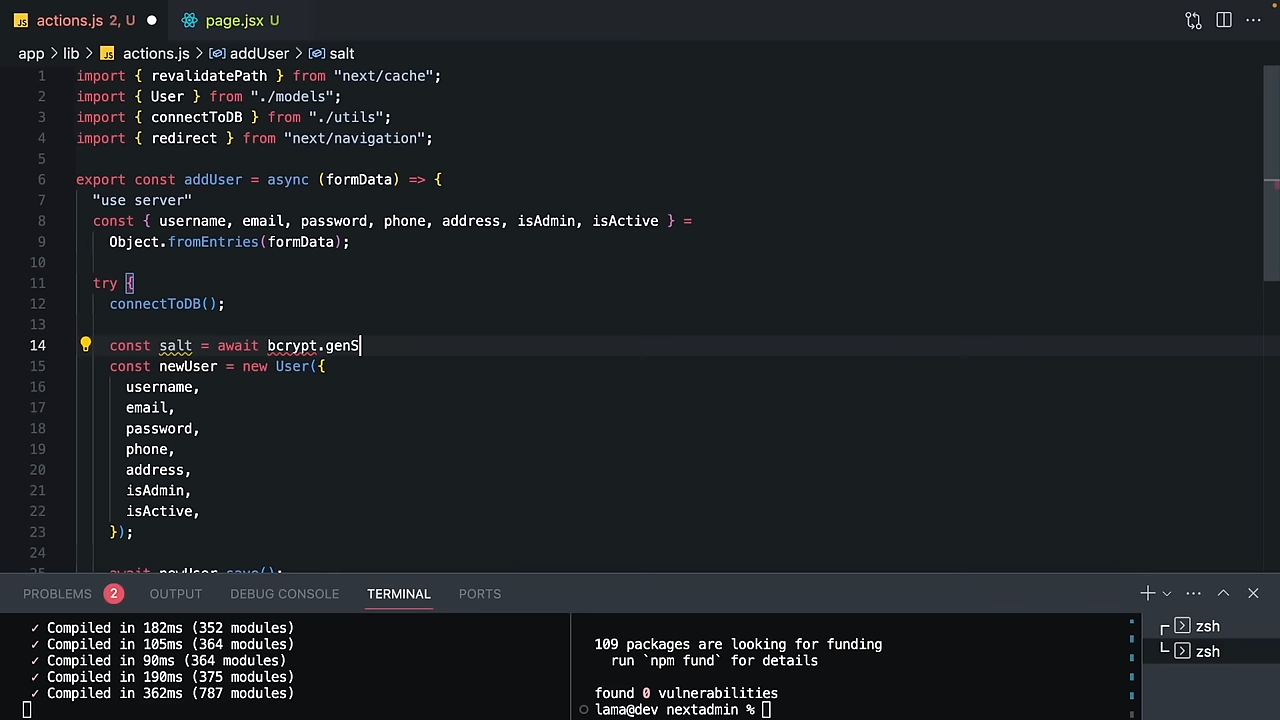 JS actions.js 2, U ● page.jsx U
app > lib > JS actions.js > addUser > salt
1 import { revalidatePath } from "next/cache";
2 import { User } from "./models";
3 import { connectToDB } from "./utils";
4 import { redirect } from "next/navigation";
5
6 export const addUser = async (formData) => {
7 "use server"
8 const { username, email, password, phone, address, isAdmin, isActive } =
9 Object.fromEntries(formData);
10
11 try {
12 connectToDB();
13
14 const salt = await bcrypt.genS
15 const newUser = new User({
16 username,
17 email,
18 password,
19 phone,
20 address,
21 isAdmin,
22 isActive,
23 });
24
25 await newUser.save();
PROBLEMS 2 OUTPUT DEBUG CONSOLE TERMINAL PORTS
✓ Compiled in 182ms (352 modules)
✓ Compiled in 105ms (364 modules)
✓ Compiled in 90ms (364 modules)
✓ Compiled in 190ms (375 modules)
✓ Compiled in 362ms (787 modules)
109 packages are looking for funding
run `npm fund` for details
found 0 vulnerabilities
lama@dev nextadmin %
zsh
zsh